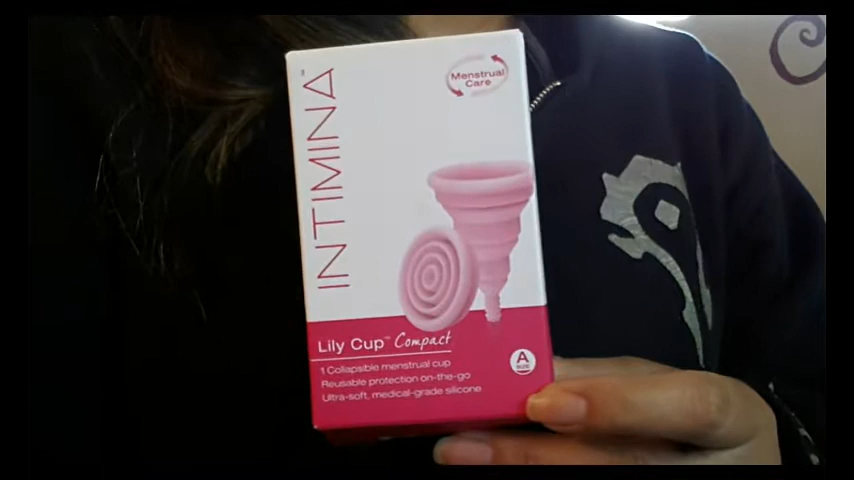 INTIMINA™
Menstrual
Care
Lily Cup™ Compact
1 Collapsible menstrual cup
Reusable protection on-the-go
Ultra-soft, medical-grade silicone
A
SIZE